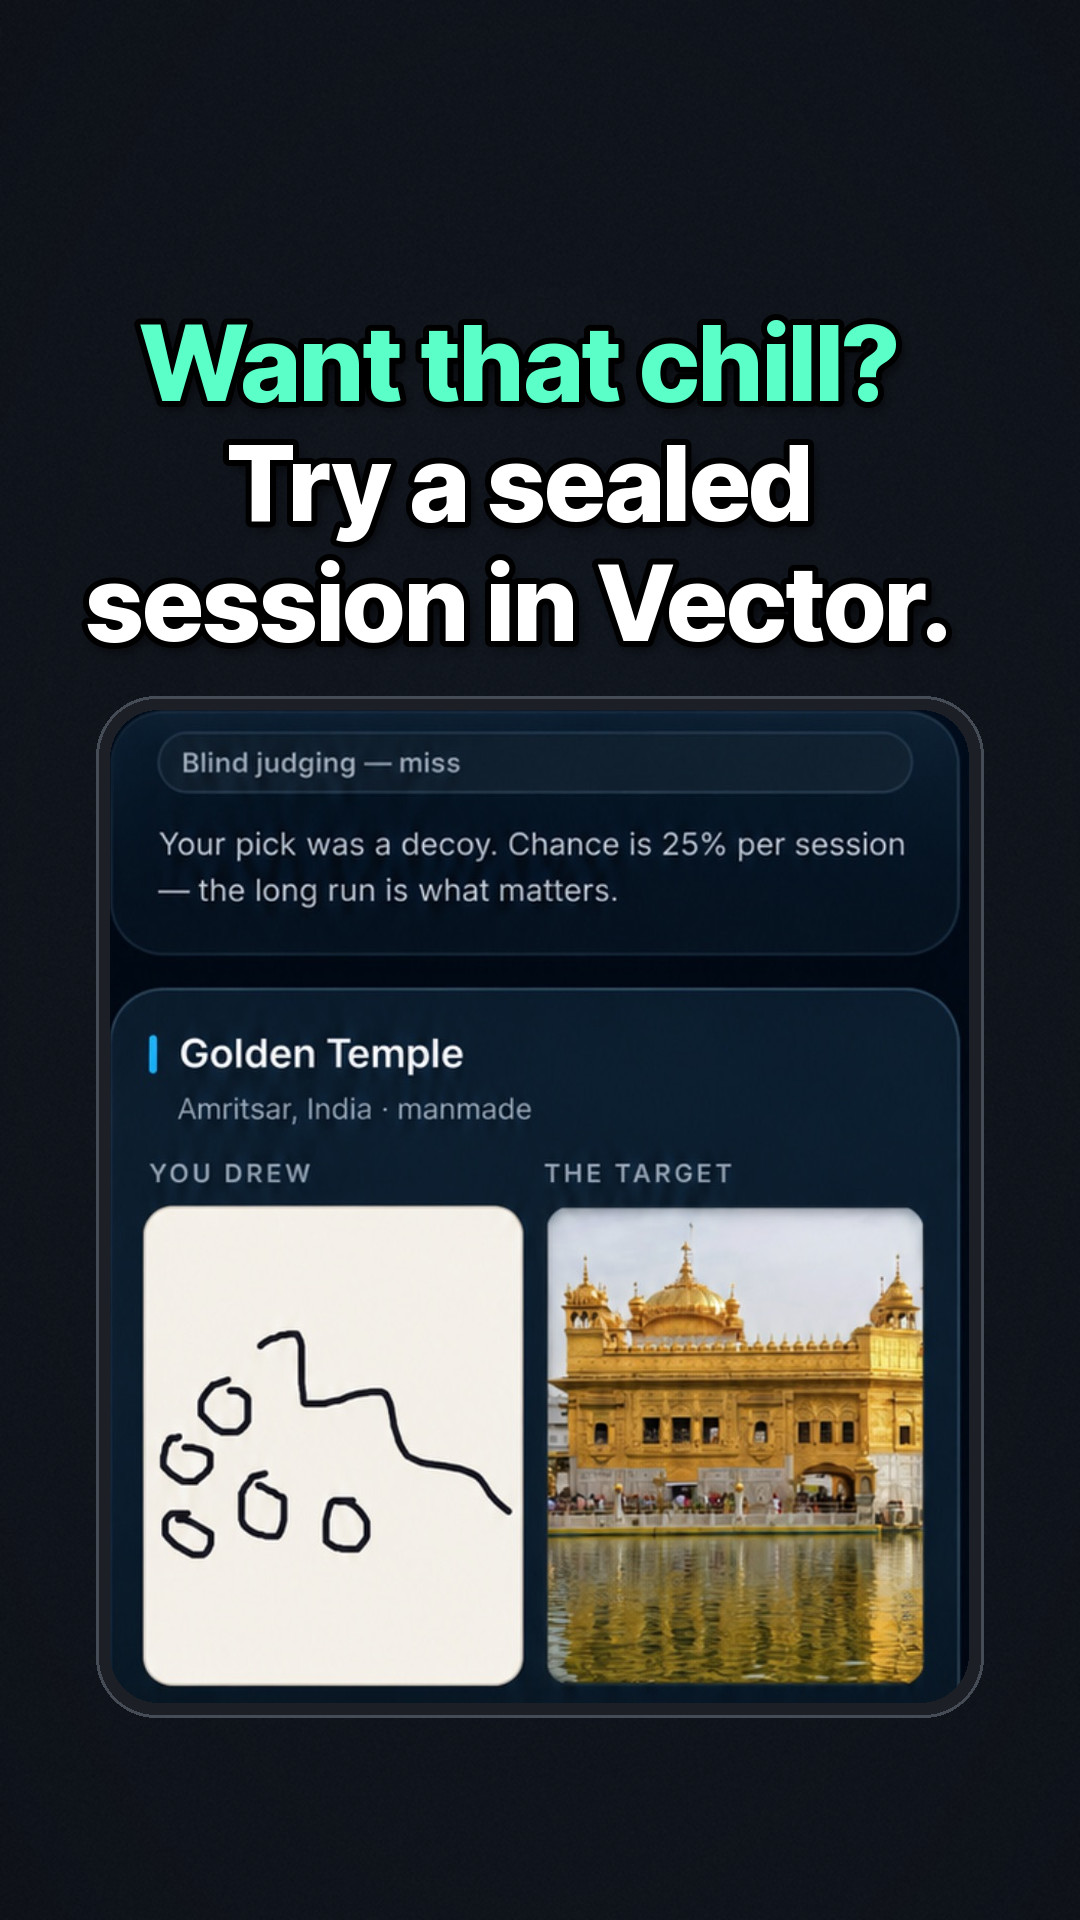 Want that chill?
Try a sealed
session in Vector.
Blind judging — miss
Your pick was a decoy. Chance is 25% per session
— the long run is what matters.
Golden Temple
Amritsar, India · manmade
YOU DREW
THE TARGET